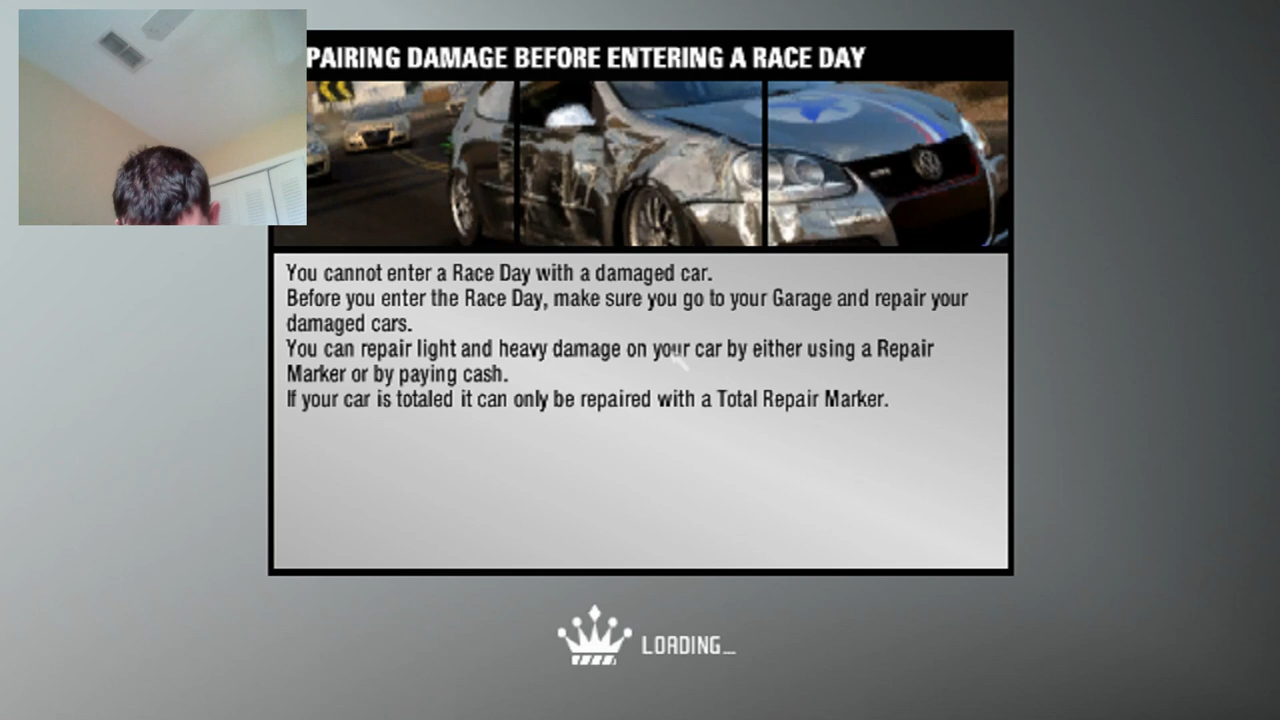 PAIRING DAMAGE BEFORE ENTERING A RACE DAY
You cannot enter a Race Day with a damaged car.
Before you enter the Race Day, make sure you go to your Garage and repair your
damaged cars.
You can repair light and heavy damage on your car by either using a Repair
Marker or by paying cash.
If your car is totaled it can only be repaired with a Total Repair Marker.
LOADING...